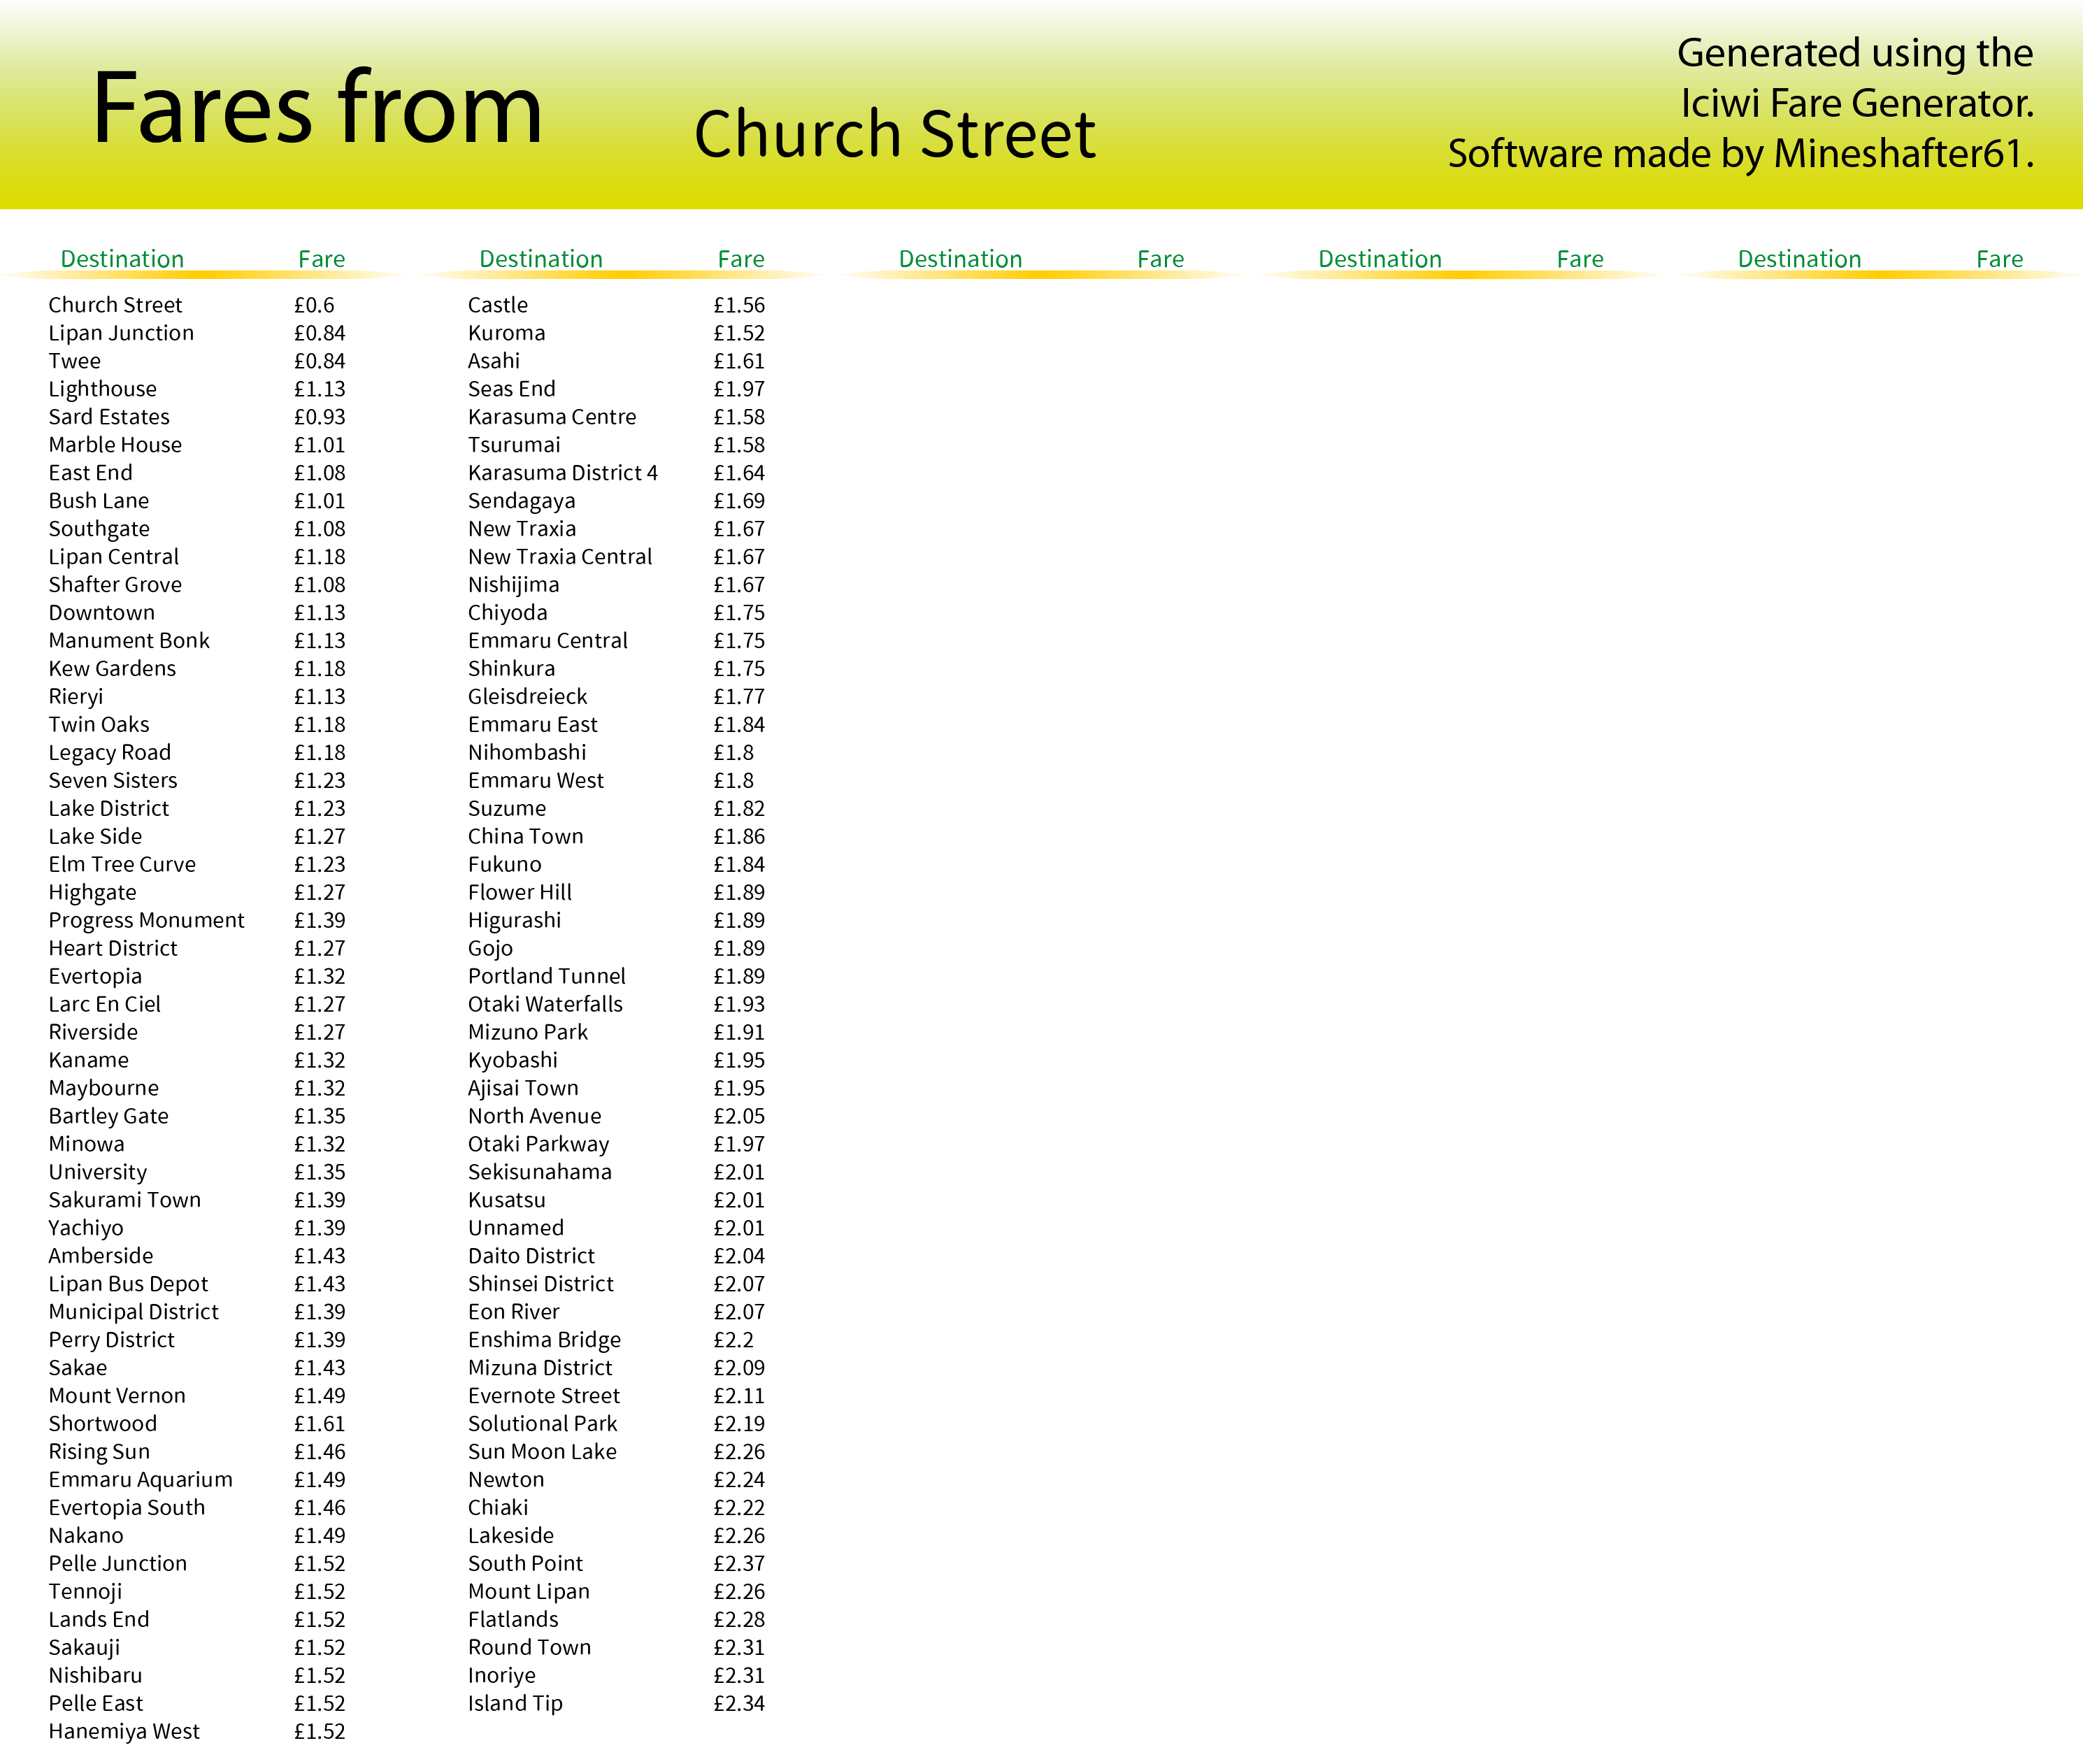 Fares from
Church Street
Generated using the
Iciwi Fare Generator.
Software made by Mineshafter61.
Destination Fare Destination Fare Destination Fare Destination Fare Destination Fare
Church Street £0.6
Lipan Junction £0.84
Twee £0.84
Lighthouse £1.13
Sard Estates £0.93
Marble House £1.01
East End £1.08
Bush Lane £1.01
Southgate £1.08
Lipan Central £1.18
Shafter Grove £1.08
Downtown £1.13
Manument Bonk £1.13
Kew Gardens £1.18
Rieryi £1.13
Twin Oaks £1.18
Legacy Road £1.18
Seven Sisters £1.23
Lake District £1.23
Lake Side £1.27
Elm Tree Curve £1.23
Highgate £1.27
Progress Monument £1.39
Heart District £1.27
Evertopia £1.32
Larc En Ciel £1.27
Riverside £1.27
Kaname £1.32
Maybourne £1.32
Bartley Gate £1.35
Minowa £1.32
University £1.35
Sakurami Town £1.39
Yachiyo £1.39
Amberside £1.43
Lipan Bus Depot £1.43
Municipal District £1.39
Perry District £1.39
Sakae £1.43
Mount Vernon £1.49
Shortwood £1.61
Rising Sun £1.46
Emmaru Aquarium £1.49
Evertopia South £1.46
Nakano £1.49
Pelle Junction £1.52
Tennoji £1.52
Lands End £1.52
Sakauji £1.52
Nishibaru £1.52
Pelle East £1.52
Hanemiya West £1.52
Castle £1.56
Kuroma £1.52
Asahi £1.61
Seas End £1.97
Karasuma Centre £1.58
Tsurumai £1.58
Karasuma District 4 £1.64
Sendagaya £1.69
New Traxia £1.67
New Traxia Central £1.67
Nishijima £1.67
Chiyoda £1.75
Emmaru Central £1.75
Shinkura £1.75
Gleisdreieck £1.77
Emmaru East £1.84
Nihombashi £1.8
Emmaru West £1.8
Suzume £1.82
China Town £1.86
Fukuno £1.84
Flower Hill £1.89
Higurashi £1.89
Gojo £1.89
Portland Tunnel £1.89
Otaki Waterfalls £1.93
Mizuno Park £1.91
Kyobashi £1.95
Ajisai Town £1.95
North Avenue £2.05
Otaki Parkway £1.97
Sekisunahama £2.01
Kusatsu £2.01
Unnamed £2.01
Daito District £2.04
Shinsei District £2.07
Eon River £2.07
Enshima Bridge £2.2
Mizuna District £2.09
Evernote Street £2.11
Solutional Park £2.19
Sun Moon Lake £2.26
Newton £2.24
Chiaki £2.22
Lakeside £2.26
South Point £2.37
Mount Lipan £2.26
Flatlands £2.28
Round Town £2.31
Inoriye £2.31
Island Tip £2.34